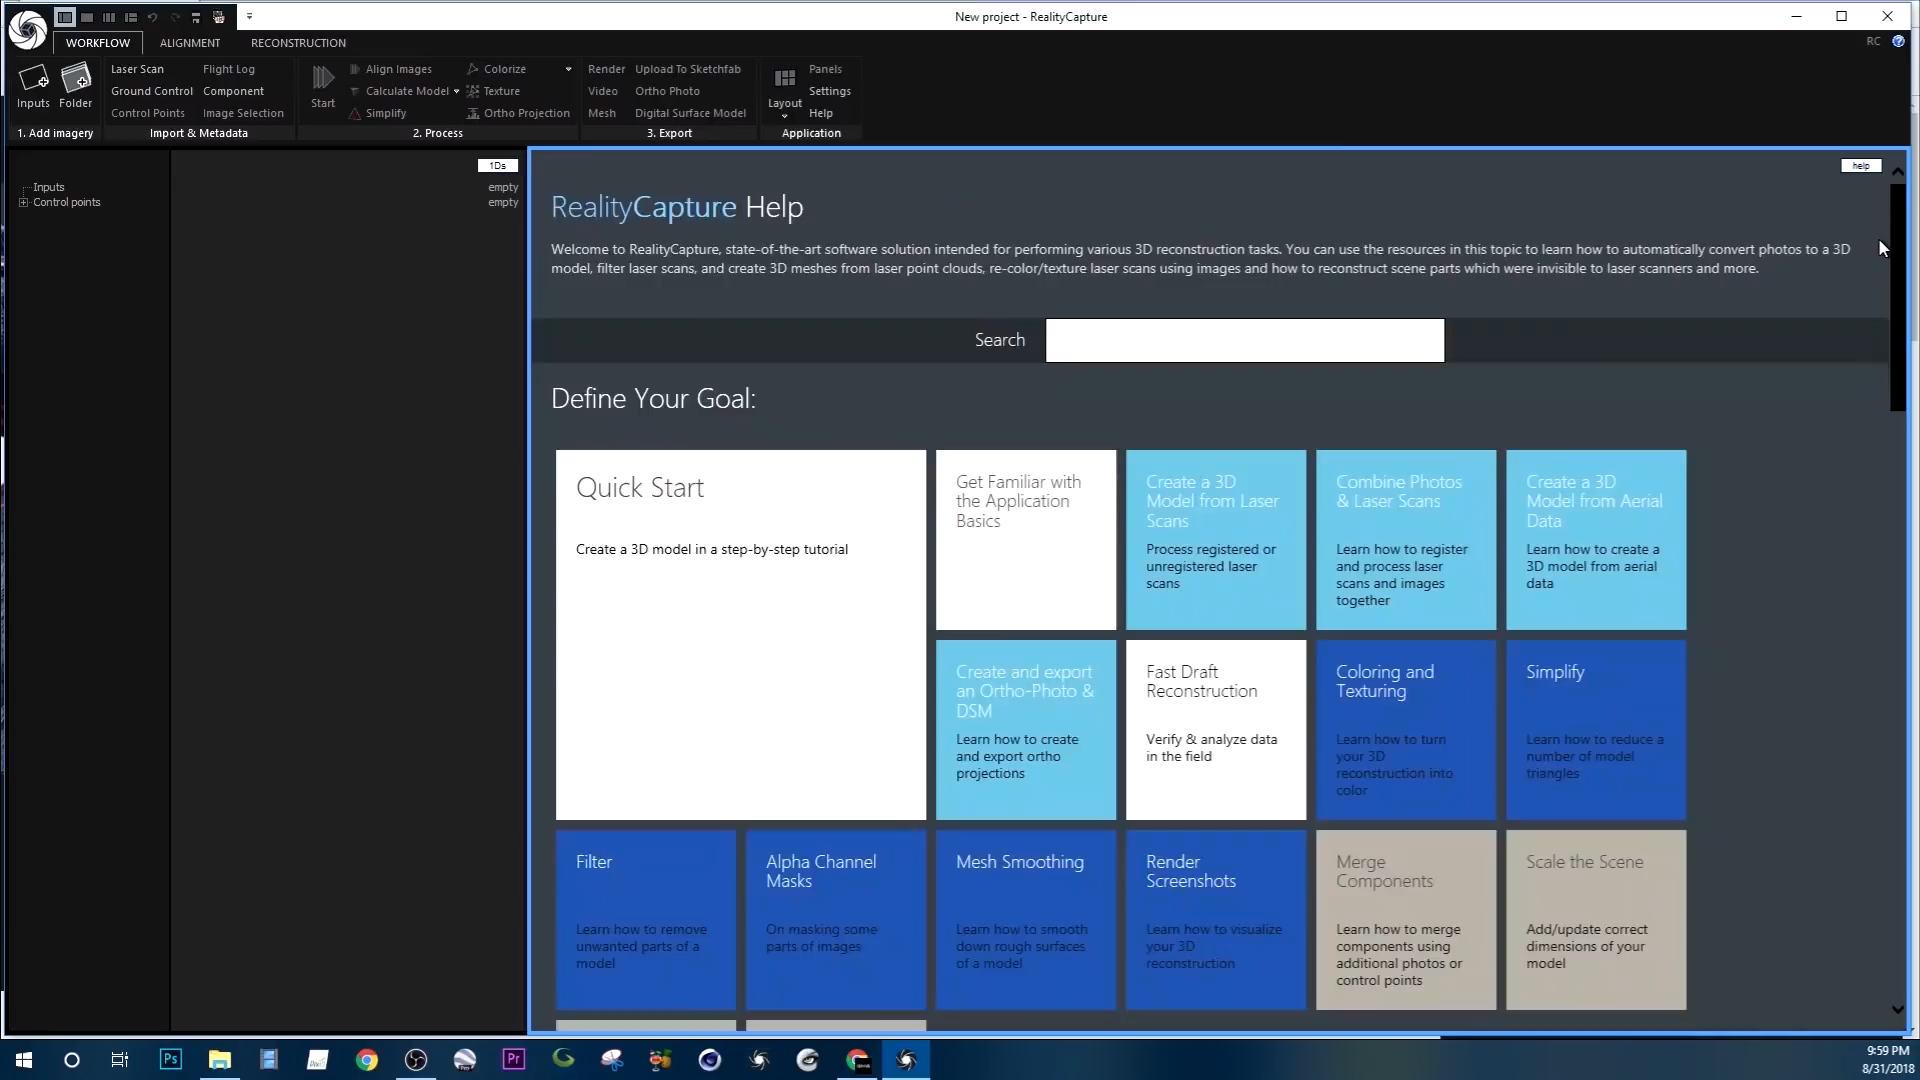 New project - RealityCapture
WORKFLOW ALIGNMENT RECONSTRUCTION
RC
Inputs
Folder
1. Add imagery
Laser Scan Flight Log
Ground Control Component
Control Points Image Selection
Import & Metadata
Start
Align Images Colorize
Calculate Model Texture
Simplify Ortho Projection
2. Process
Render Upload To Sketchfab
Video Ortho Photo
Mesh Digital Surface Model
3. Export
Layout
Panels
Settings
Help
Application
1Ds
Inputs empty
Control points empty
help
RealityCapture Help
Welcome to RealityCapture, state-of-the-art software solution intended for performing various 3D reconstruction tasks. You can use the resources in this topic to learn how to automatically convert photos to a 3D
model, filter laser scans, and create 3D meshes from laser point clouds, re-color/texture laser scans using images and how to reconstruct scene parts which were invisible to laser scanners and more.
Search
Define Your Goal:
Quick Start
Create a 3D model in a step-by-step tutorial
Get Familiar with
the Application
Basics
Create a 3D
Model from Laser
Scans
Process registered or
unregistered laser
scans
Combine Photos
& Laser Scans
Learn how to register
and process laser
scans and images
together
Create a 3D
Model from Aerial
Data
Learn how to create a
3D model from aerial
data
Create and export
an Ortho-Photo &
DSM
Learn how to create
and export ortho
projections
Fast Draft
Reconstruction
Verify & analyze data
in the field
Coloring and
Texturing
Learn how to turn
your 3D
reconstruction into
color
Simplify
Learn how to reduce a
number of model
triangles
Filter
Learn how to remove
unwanted parts of a
model
Alpha Channel
Masks
On masking some
parts of images
Mesh Smoothing
Learn how to smooth
down rough surfaces
of a model
Render
Screenshots
Learn how to visualize
your 3D
reconstruction
Merge
Components
Learn how to merge
components using
additional photos or
control points
Scale the Scene
Add/update correct
dimensions of your
model
Ps
Pr
9:59 PM
8/31/2018